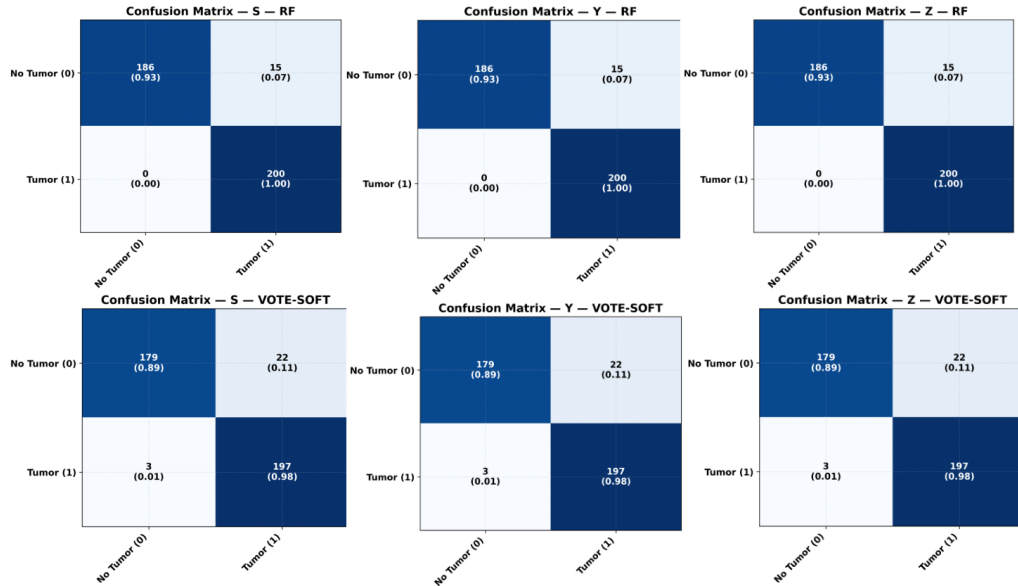 Confusion Matrix — S — RF
No Tumor (0)
186
(0.93)
15
(0.07)
Tumor (1)
0
(0.00)
200
(1.00)
No Tumor (0)
Tumor (1)
Confusion Matrix — Y — RF
No Tumor (0)
186
(0.93)
15
(0.07)
Tumor (1)
0
(0.00)
200
(1.00)
No Tumor (0)
Tumor (1)
Confusion Matrix — Z — RF
No Tumor (0)
186
(0.93)
15
(0.07)
Tumor (1)
0
(0.00)
200
(1.00)
No Tumor (0)
Tumor (1)
Confusion Matrix — S — VOTE-SOFT
No Tumor (0)
179
(0.89)
22
(0.11)
Tumor (1)
3
(0.01)
197
(0.98)
No Tumor (0)
Tumor (1)
Confusion Matrix — Y — VOTE-SOFT
No Tumor (0)
179
(0.89)
22
(0.11)
Tumor (1)
3
(0.01)
197
(0.98)
No Tumor (0)
Tumor (1)
Confusion Matrix — Z — VOTE-SOFT
No Tumor (0)
179
(0.89)
22
(0.11)
Tumor (1)
3
(0.01)
197
(0.98)
No Tumor (0)
Tumor (1)